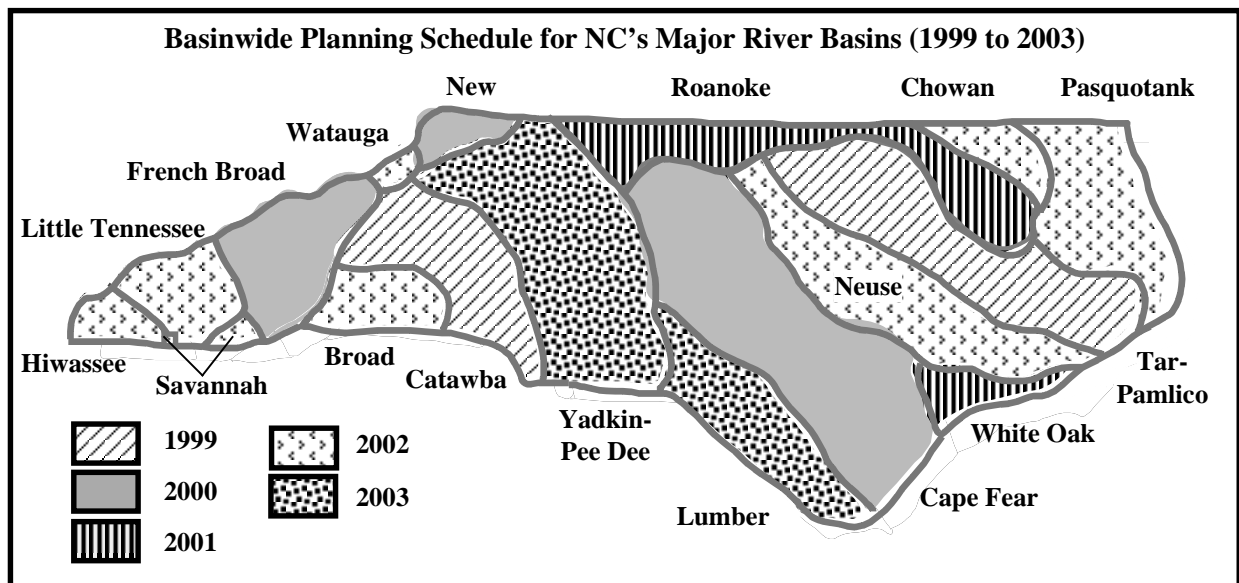 Basinwide Planning Schedule for NC's Major River Basins (1999 to 2003)
New
Roanoke
Chowan
Pasquotank
Watauga
French Broad
Little Tennessee
Neuse
Hiwassee
Savannah
Broad
Catawba
Yadkin-
Pee Dee
Lumber
Cape Fear
White Oak
Tar-
Pamlico
1999
2000
2001
2002
2003